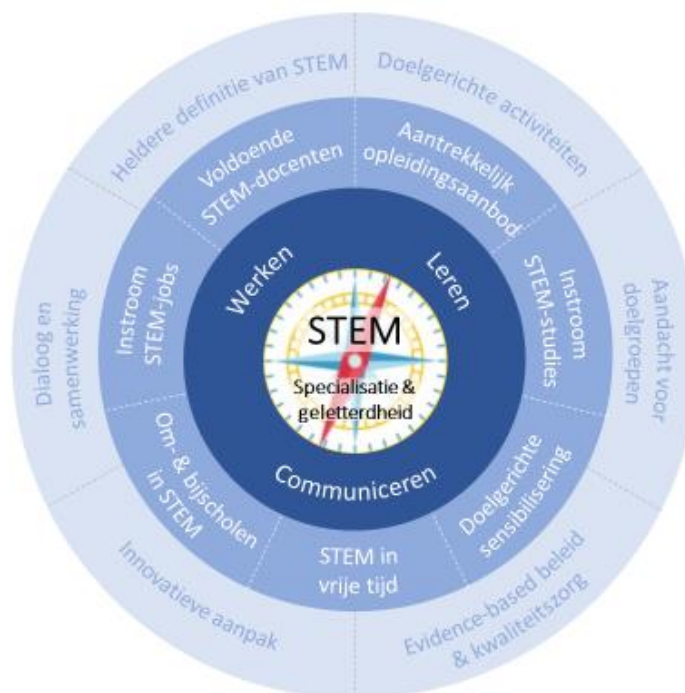 STEM
Specialisatie &
geletterdheid
Werken
Leren
Communiceren
Voldoende
STEM-docenten
Aantrekkelijk
opleidingsaanbod
Instroom
STEM-studies
Doelgerichte
sensibilisering
STEM in
vrije tijd
Om- & bijscholen
in STEM
Instroom
STEM-jobs
Heldere definitie van STEM
Doelgerichte activiteiten
Aandacht voor
doelgroepen
Evidence-based beleid
& kwaliteitszorg
Innovatieve aanpak
Dialoog en
samenwerking